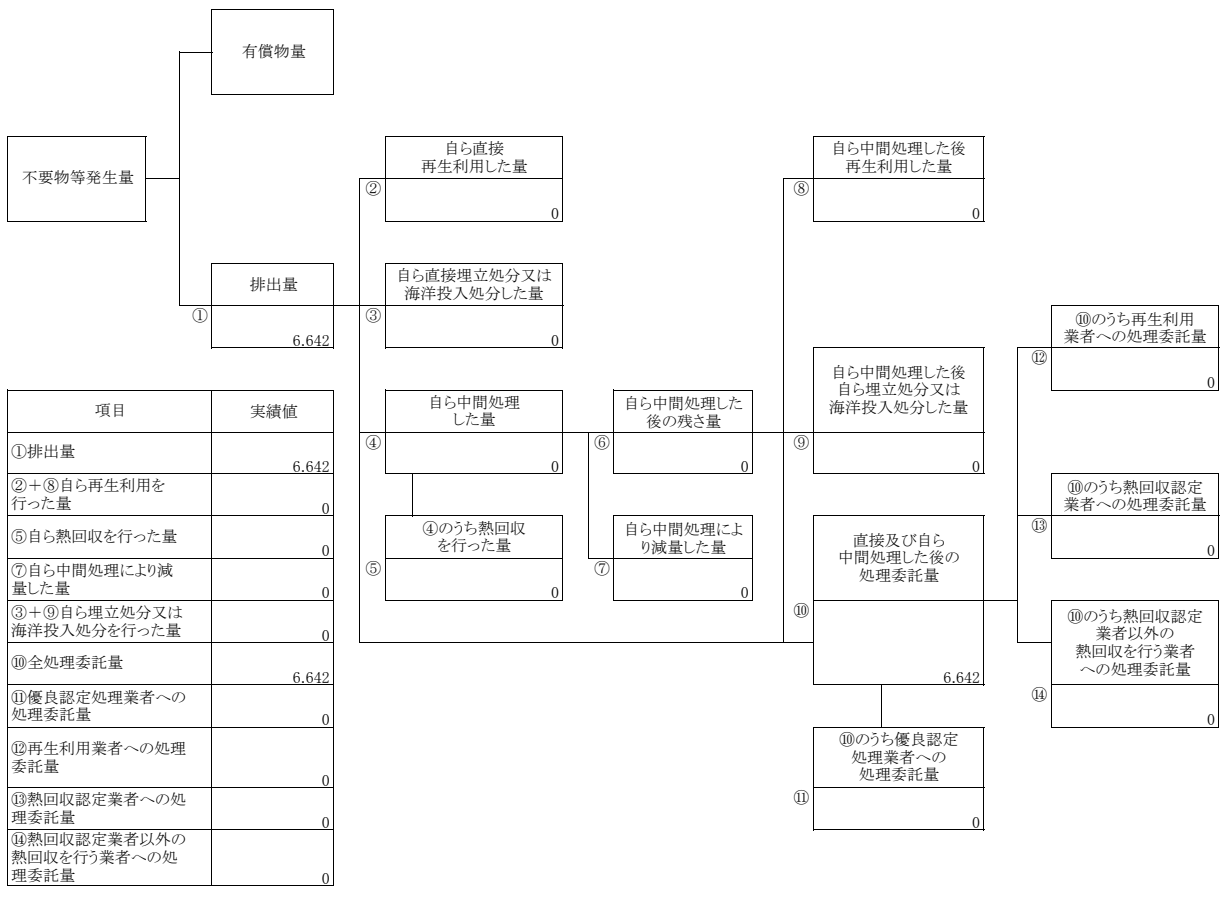 有償物量
不要物等発生量
排出量
①
6.642
自ら直接
再生利用した量
②
0
自ら直接埋立処分又は
海洋投入処分した量
③
0
自ら中間処理
した量
④
0
④のうち熱回収
を行った量
⑤
0
自ら中間処理した
後の残さ量
⑥
0
自ら中間処理によ
り減量した量
⑦
0
自ら中間処理した後
再生利用した量
⑧
0
自ら中間処理した後
自ら埋立処分又は
海洋投入処分した量
⑨
0
直接及び自ら
中間処理した後の
処理委託量
⑩
6.642
⑩のうち優良認定
処理業者への
処理委託量
⑪
0
⑩のうち再生利用
業者への処理委託量
⑫
0
⑩のうち熱回収認定
業者への処理委託量
⑬
0
⑩のうち熱回収認定
業者以外の
熱回収を行う業者
への処理委託量
⑭
0
項目 実績値
①排出量
6.642
②＋⑧自ら再生利用を
行った量
0
⑤自ら熱回収を行った量
0
⑦自ら中間処理により減
量した量
0
③＋⑨自ら埋立処分又は
海洋投入処分を行った量
0
⑩全処理委託量
6.642
⑪優良認定処理業者への
処理委託量
0
⑫再生利用業者への処理
委託量
0
⑬熱回収認定業者への処
理委託量
0
⑭熱回収認定業者以外の
熱回収を行う業者への処
理委託量
0